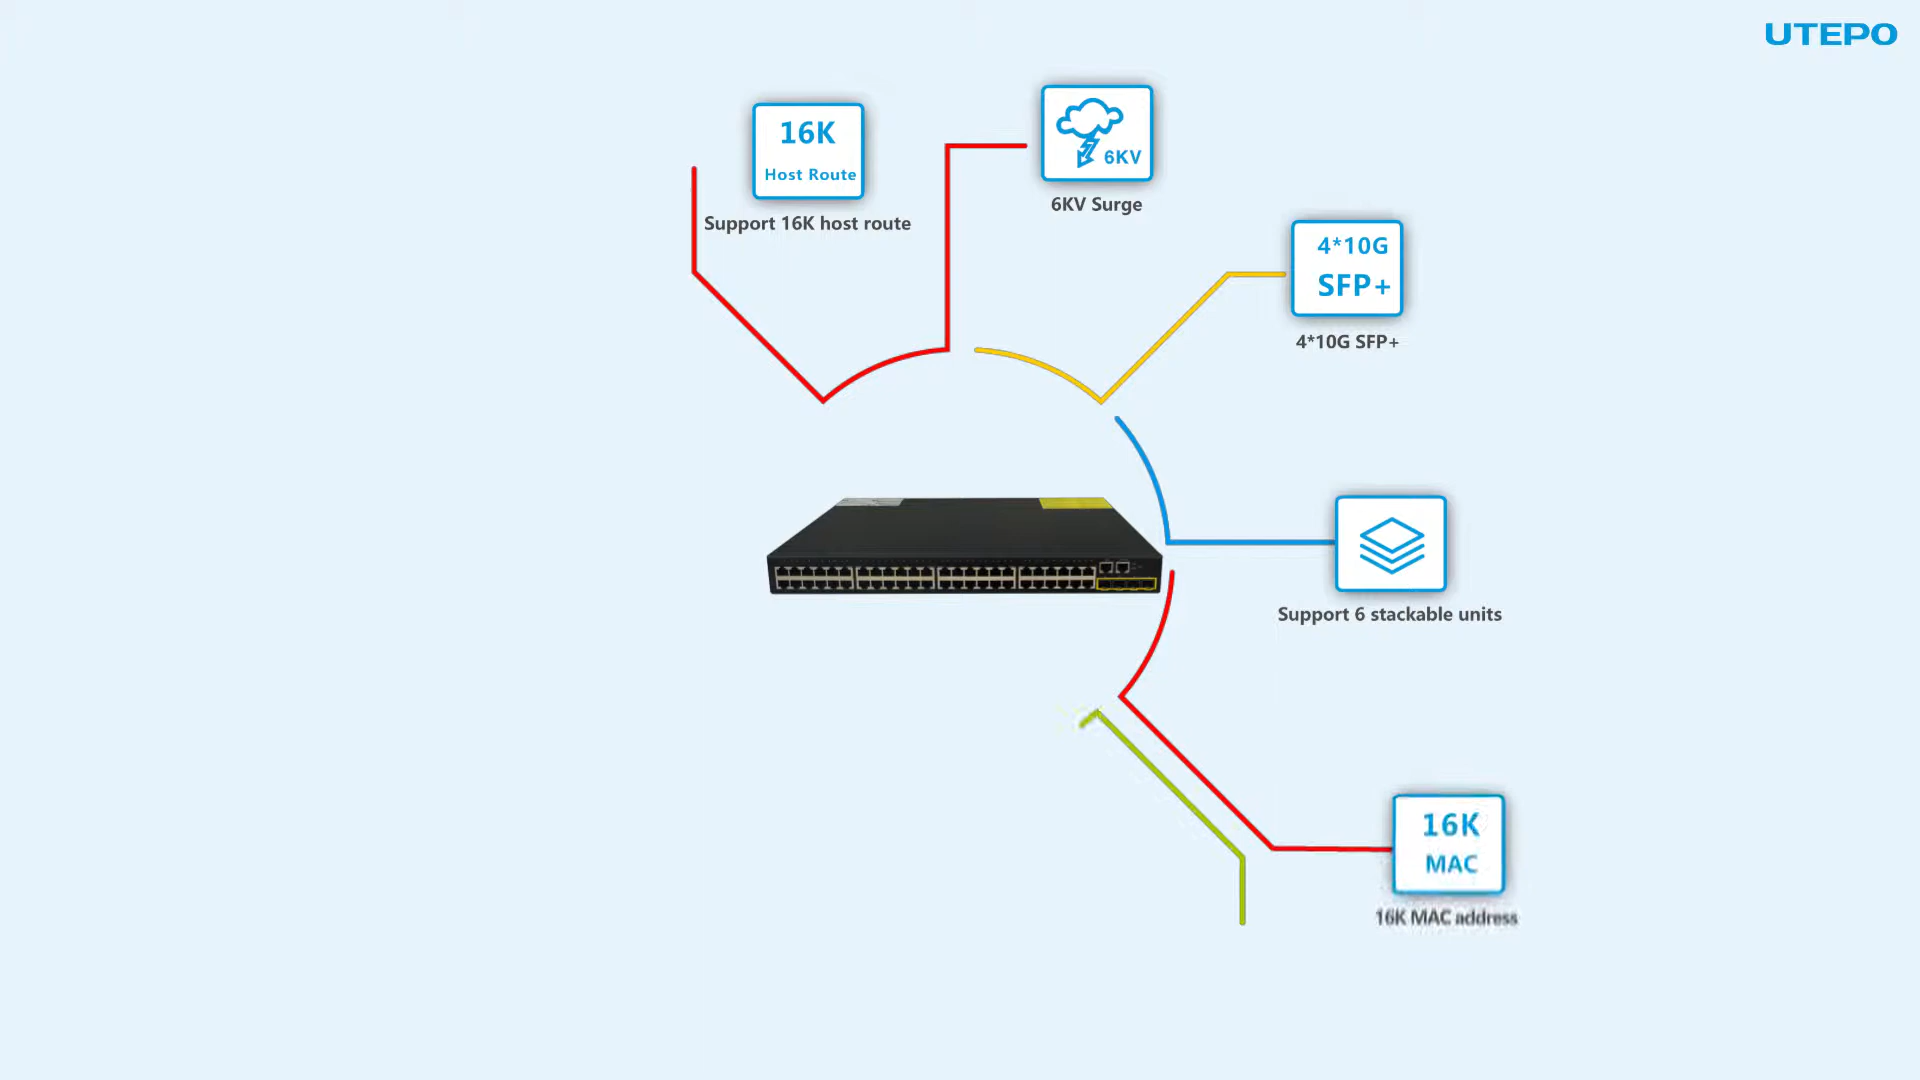 UTEPO
16K
Host Route
Support 16K host route
6KV
6KV Surge
4*10G
SFP+
4*10G SFP+
Support 6 stackable units
16K
MAC
16K MAC address